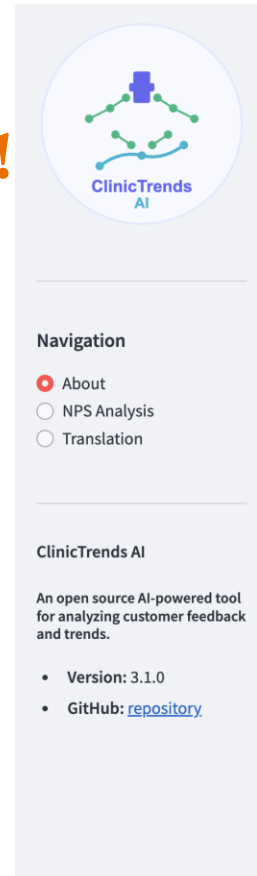 !
ClinicTrends
AI
Navigation
About
NPS Analysis
Translation
ClinicTrends AI
An open source AI-powered tool
for analyzing customer feedback
and trends.
• Version: 3.1.0
• GitHub: repository